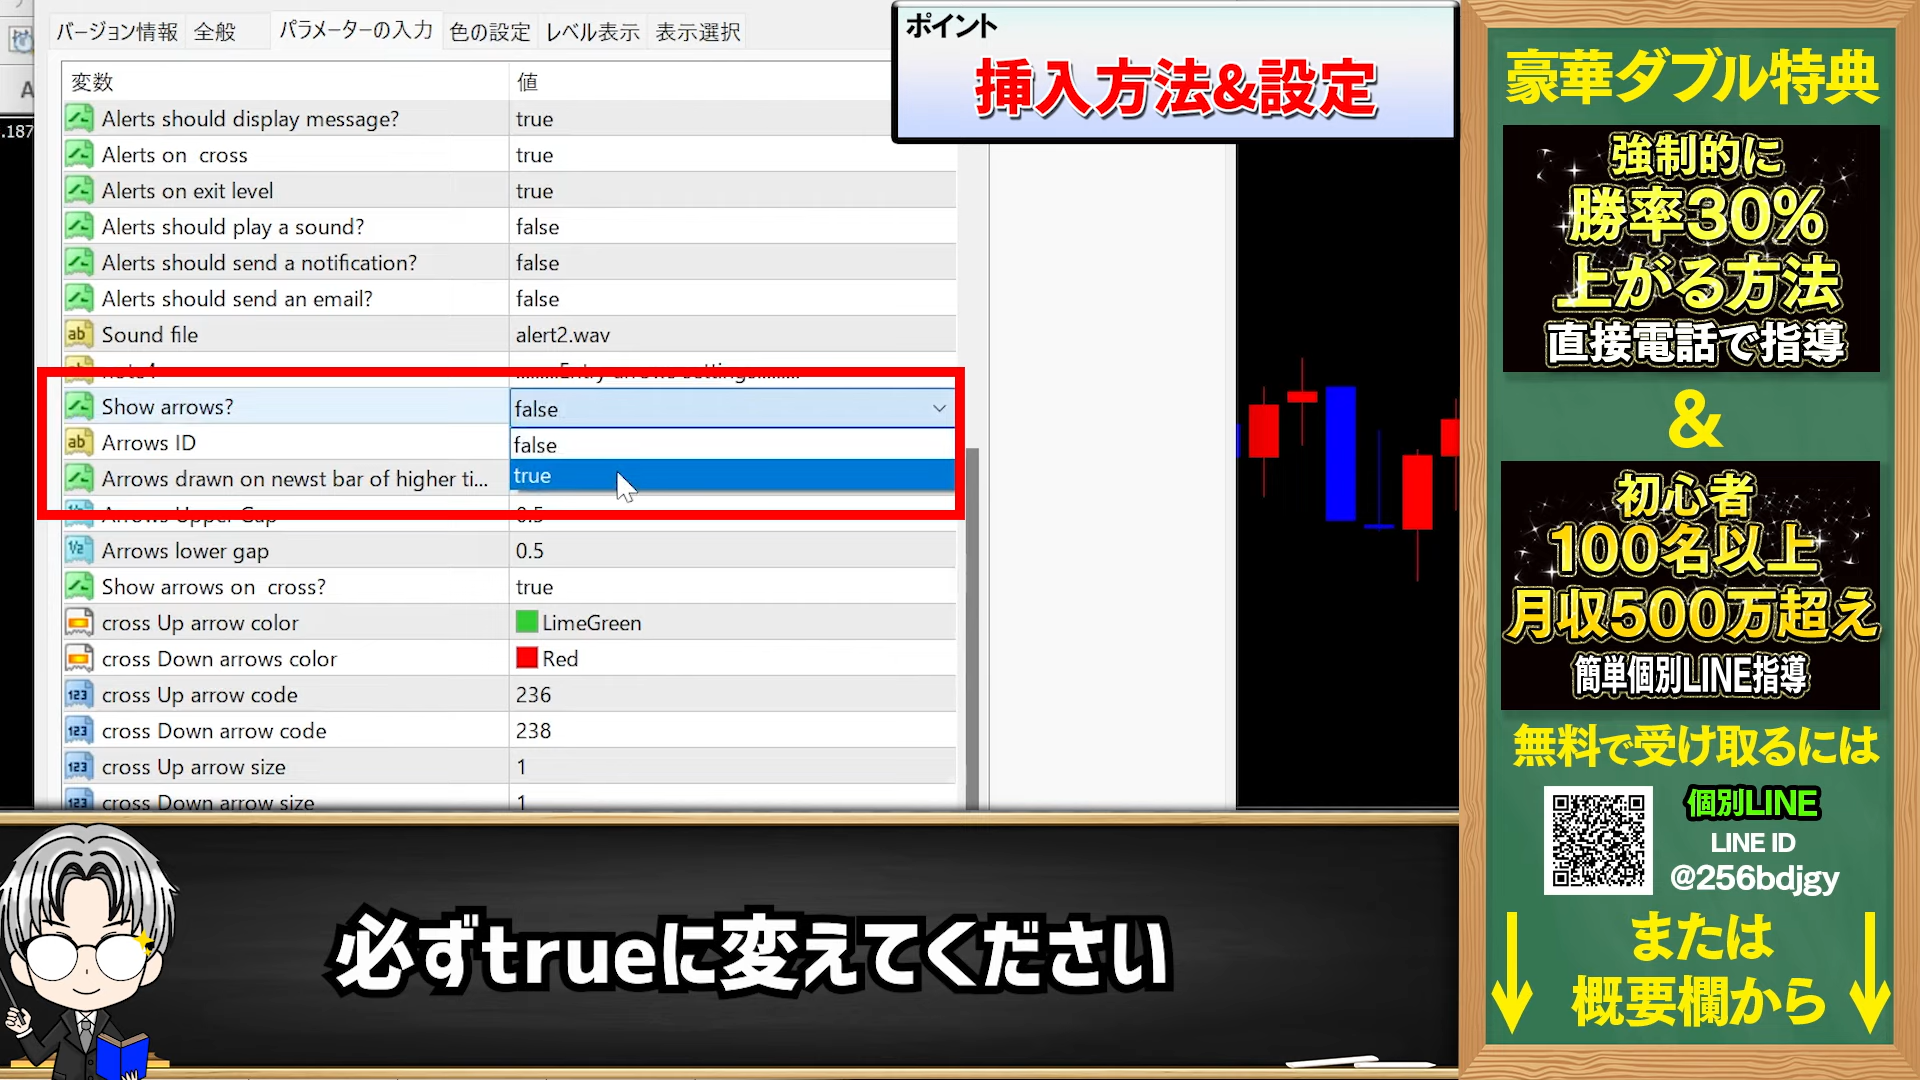 バージョン情報 全般 パラメーターの入力 色の設定 レベル表示 表示選択
変数 値
Alerts should display message? true
Alerts on cross true
Alerts on exit level true
Alerts should play a sound? false
Alerts should send a notification? false
Alerts should send an email? false
Sound file alert2.wav
Show arrows? false
Arrows ID false
Arrows drawn on newst bar of higher ti... true
Arrows Upper Gap 0.5
Arrows lower gap 0.5
Show arrows on cross? true
cross Up arrow color LimeGreen
cross Down arrows color Red
cross Up arrow code 236
cross Down arrow code 238
cross Up arrow size 1
cross Down arrow size 1
.187
ポイント
挿入方法&設定
必ずtrueに変えてください
豪華ダブル特典
強制的に
勝率30%
上がる方法
直接電話で指導
&
初心者
100名以上
月収500万超え
簡単個別LINE指導
無料で受け取るには
個別LINE
LINE ID
@256bdjgy
または
概要欄から